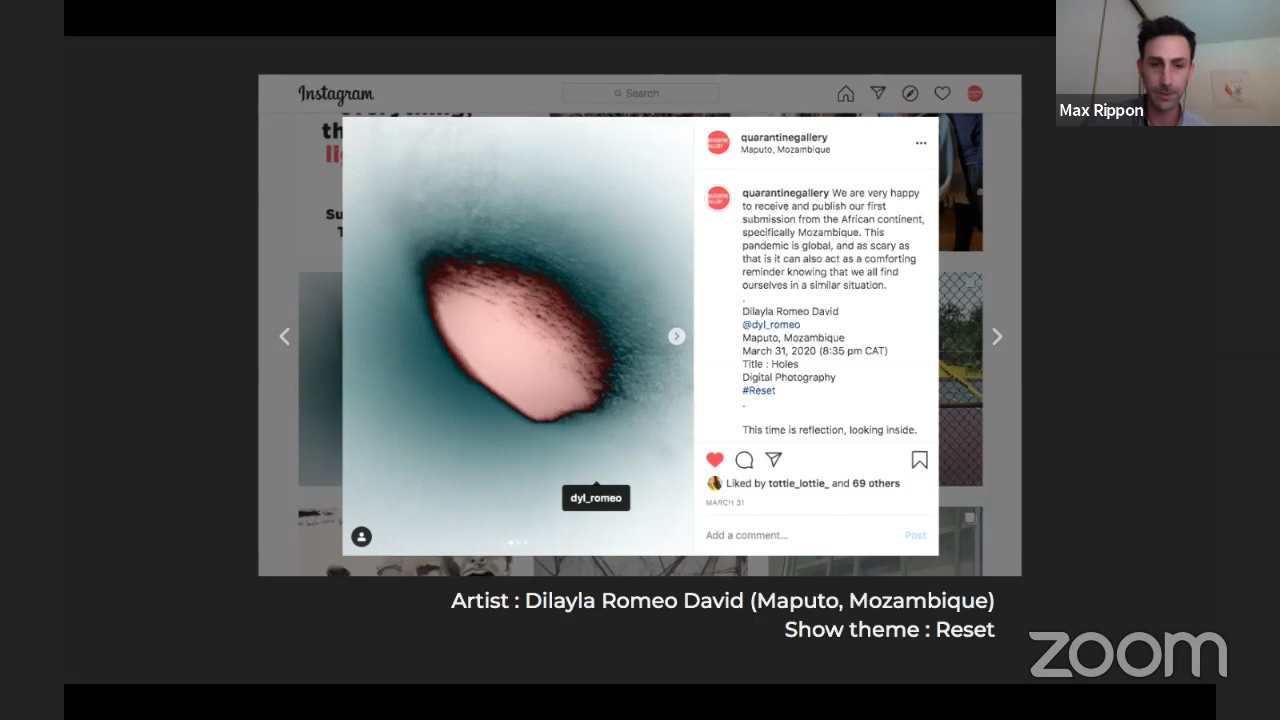 Max Rippon
Instagram
Search
quarantinegallery
Maputo, Mozambique
quarantinegallery We are very happy
to receive and publish our first
submission from the African continent,
specifically Mozambique. This
pandemic is global, and as scary as
that is it can also act as a comforting
reminder knowing that we all find
ourselves in a similar situation.
.
Dilayla Romeo David
@dyl_romeo
Maputo, Mozambique
March 31, 2020 (8:35 pm CAT)
Title : Holes
Digital Photography
#Reset
.
This time is reflection, looking inside.
dyl_romeo
Liked by tottie_lottie_ and 69 others
MARCH 31
Add a comment...
Post
Artist : Dilayla Romeo David (Maputo, Mozambique)
Show theme : Reset
zoom